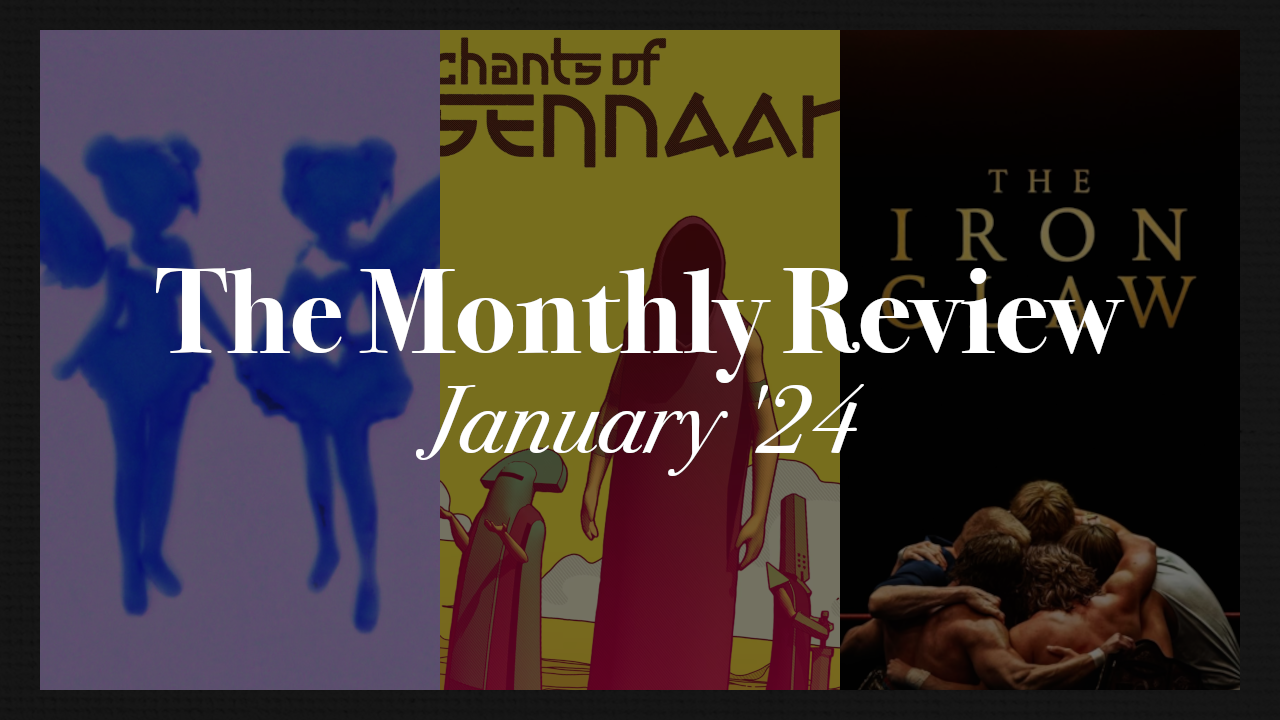 chants of
SENNAAR
THE
IRON
CLAW
The Monthly Review
January '24